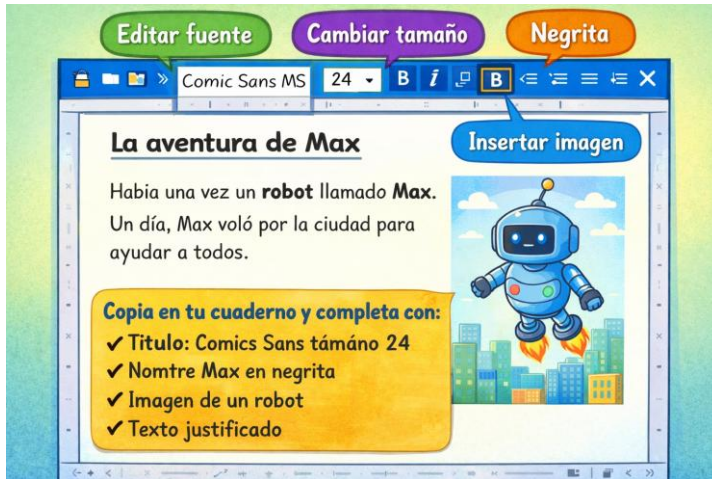 Editar fuente
Cambiar tamaño
Negrita
Comic Sans MS
24
B
i
B
Insertar imagen
La aventura de Max
Habia una vez un robot llamado Max.
Un día, Max voló por la ciudad para
ayudar a todos.
Copia en tu cuaderno y completa con:
✓ Titulo: Comics Sans támáno 24
✓ Nomtre Max en negrita
✓ Imagen de un robot
✓ Texto justificado